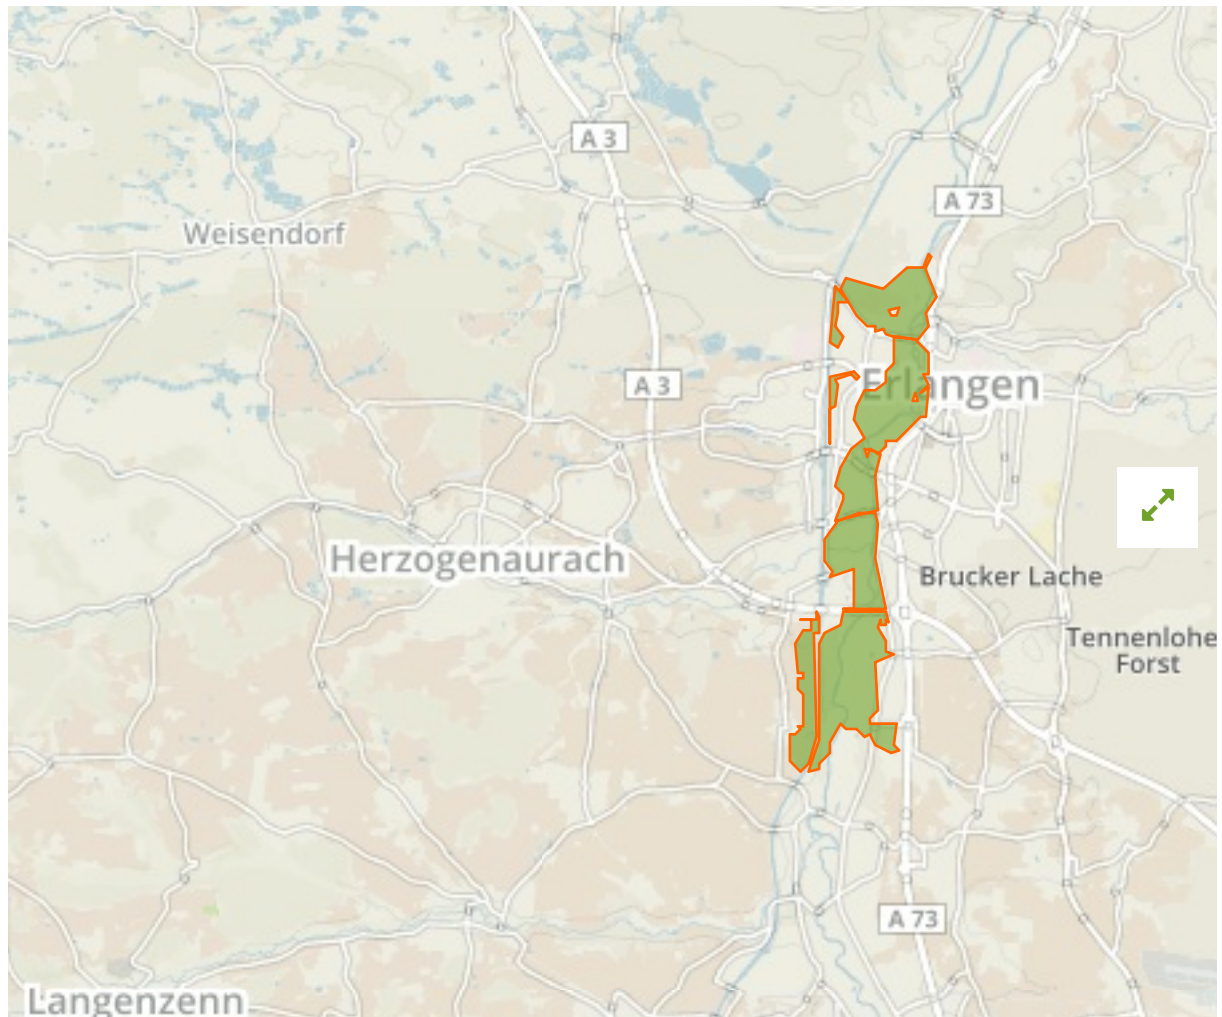 A 3
A 73
Weisendorf
A 3
Erlangen
Herzogenaurach
Brucker Lache
Tennenlohe
Forst
A 73
Langenzenn